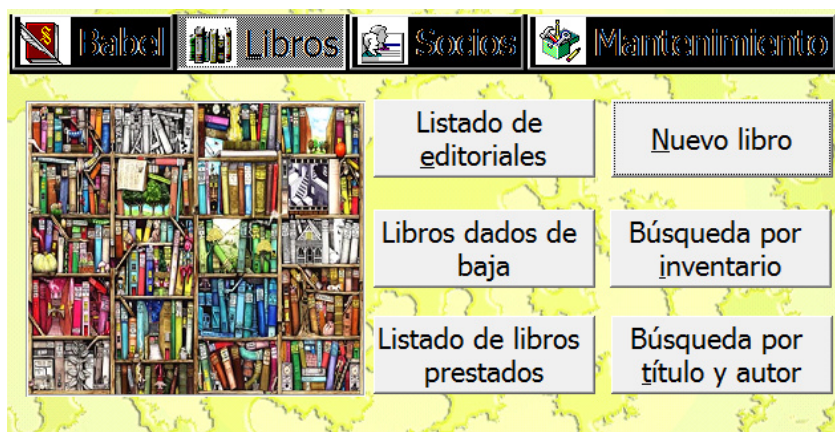 Babel
Libros
Socios
Mantenimiento
Listado de
editoriales
Nuevo libro
Libros dados de
baja
Búsqueda por
inventario
Listado de libros
prestados
Búsqueda por
título y autor